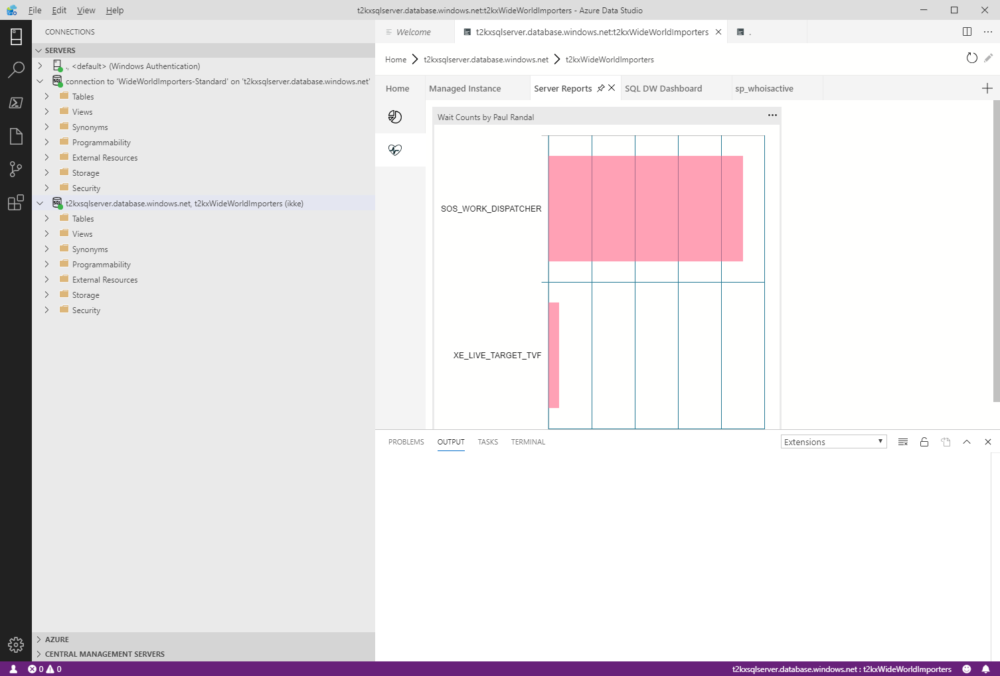 File Edit View Help
t2kxsqlserver.database.windows.net:t2kxWideWorldImporters - Azure Data Studio
CONNECTIONS
SERVERS
., <default> (Windows Authentication)
connection to 'WideWorldImporters-Standard' on 't2kxsqlserver.database.windows.net'
Tables
Views
Synonyms
Programmability
External Resources
Storage
Security
t2kxsqlserver.database.windows.net, t2kxWideWorldImporters (ikke)
Tables
Views
Synonyms
Programmability
External Resources
Storage
Security
AZURE
CENTRAL MANAGEMENT SERVERS
Welcome t2kxsqlserver.database.windows.net:t2kxWideWorldImporters .
Home t2kxsqlserver.database.windows.net t2kxWideWorldImporters
Home Managed Instance Server Reports SQL DW Dashboard sp_whoisactive
Wait Counts by Paul Randal
SOS_WORK_DISPATCHER
XE_LIVE_TARGET_TVF
PROBLEMS OUTPUT TASKS TERMINAL Extensions
0 0 t2kxsqlserver.database.windows.net : t2kxWideWorldImporters